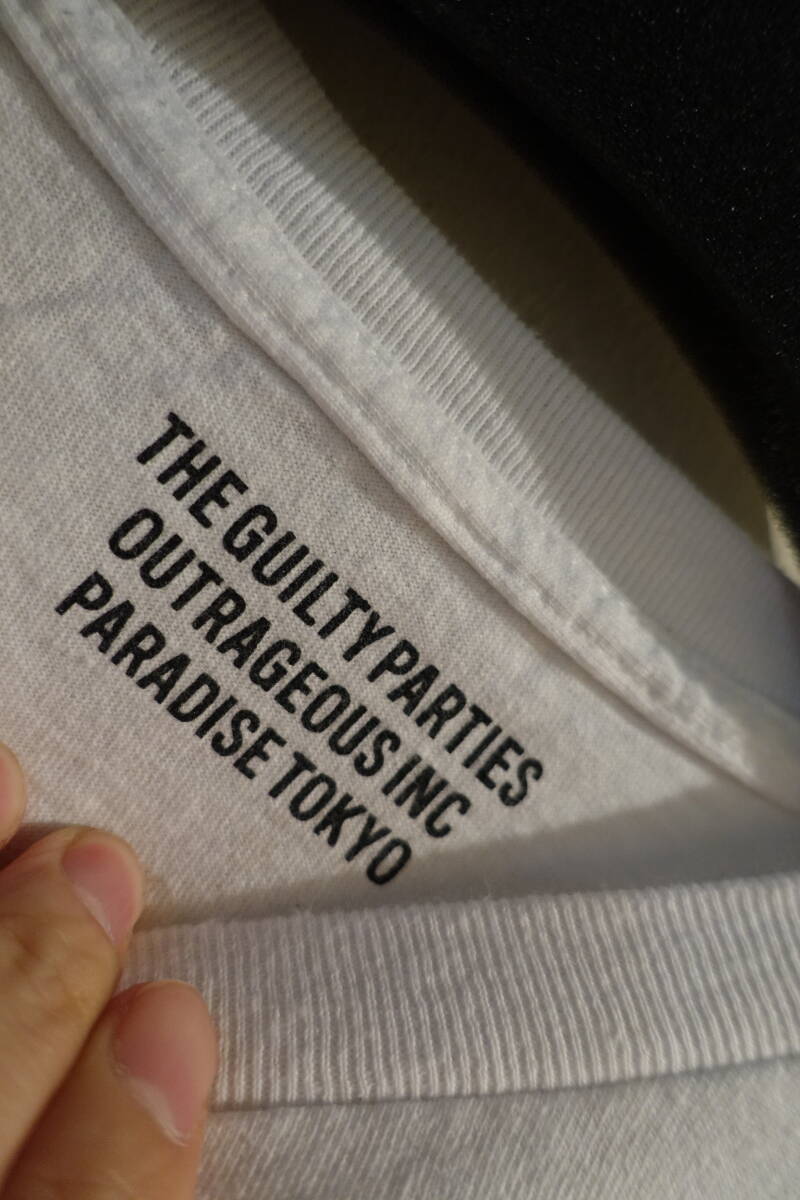 THE GUILTY PARTIES
OUTRAGEOUS INC
PARADISE TOKYO